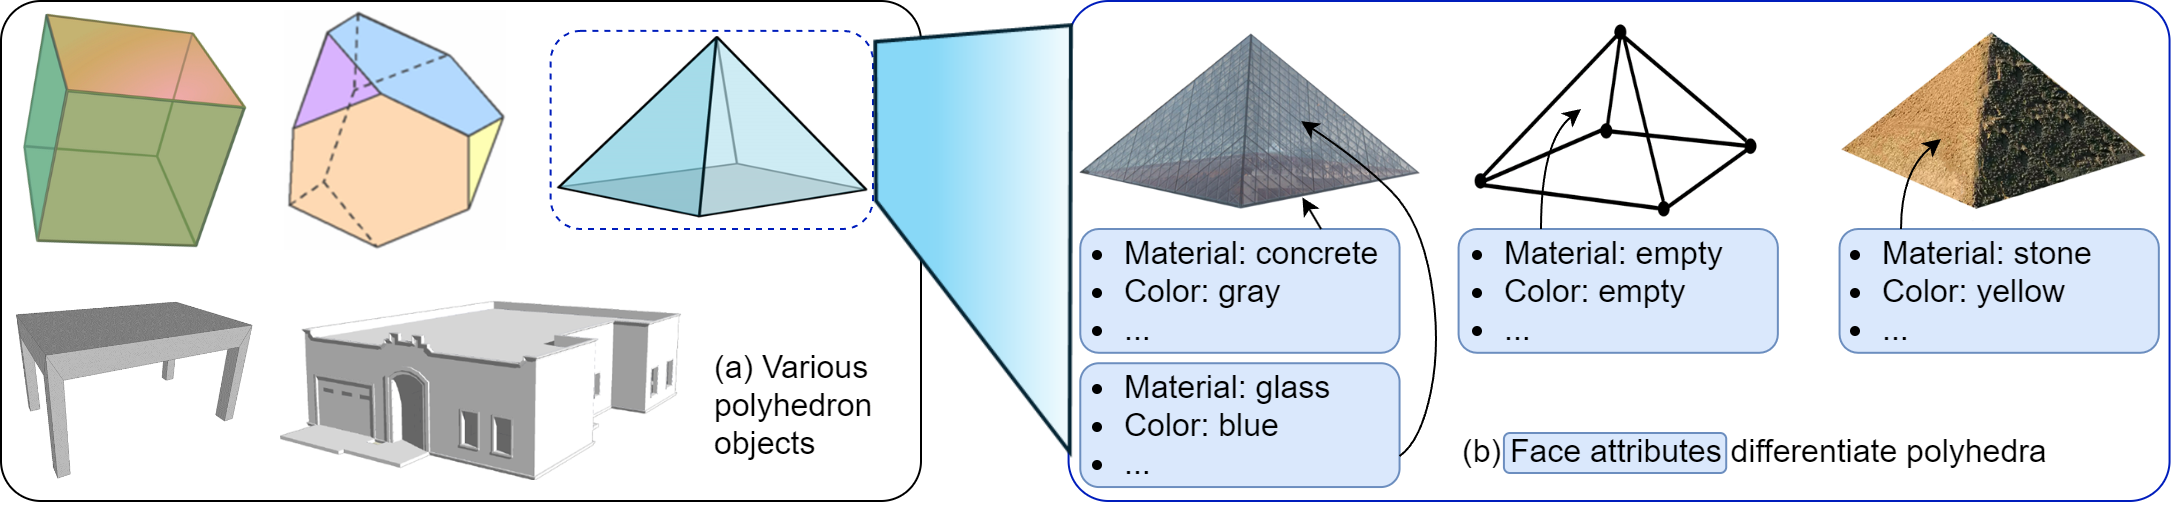 (a) Various
polyhedron
objects
• Material: concrete
• Color: gray
• ...
• Material: glass
• Color: blue
• ...
• Material: empty
• Color: empty
• ...
• Material: stone
• Color: yellow
• ...
(b) Face attributes differentiate polyhedra